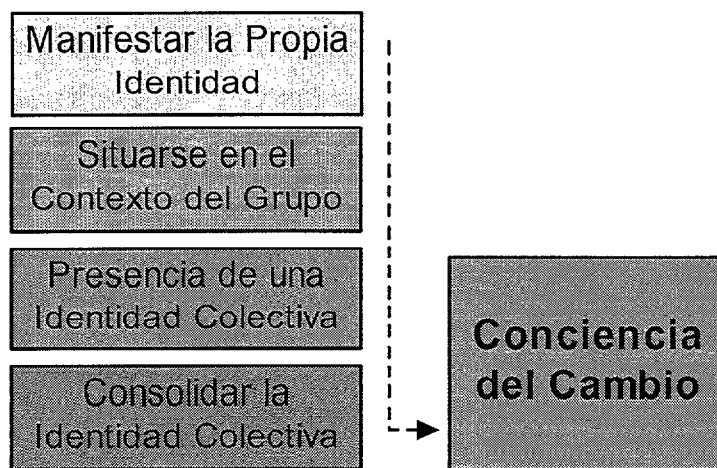 Manifestar la Propia
Identidad
Situarse en el
Contexto del Grupo
Presencia de una
Identidad Colectiva
Consolidar la
Identidad Colectiva
Conciencia
del Cambio